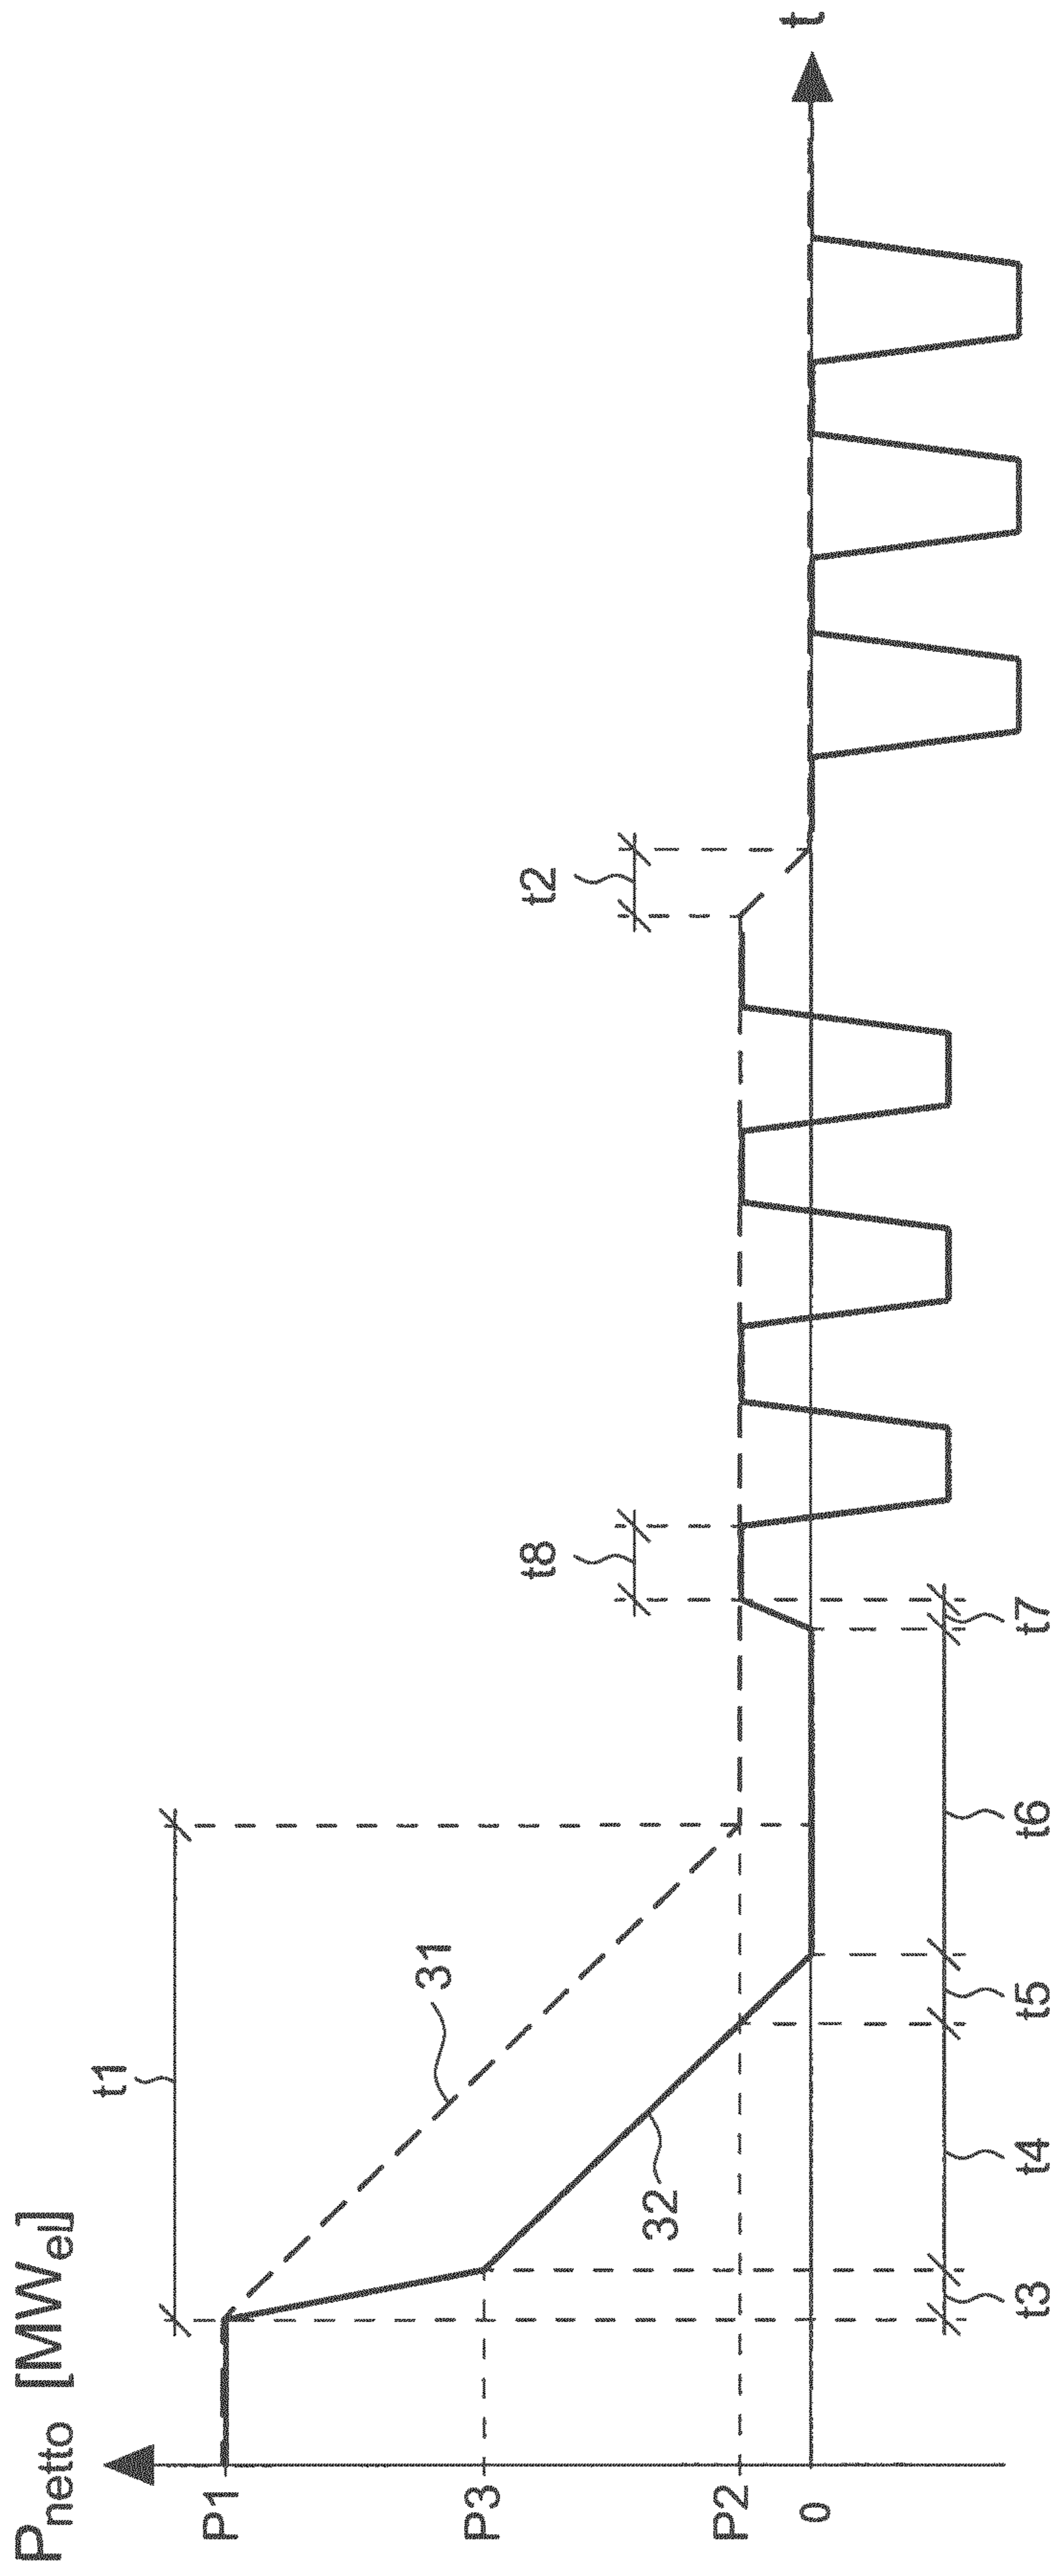 P_netto [MW_el]
P1
P3
P2
0
t1
31
32
t8
t2
t
t3
t4
t5
t6
t7